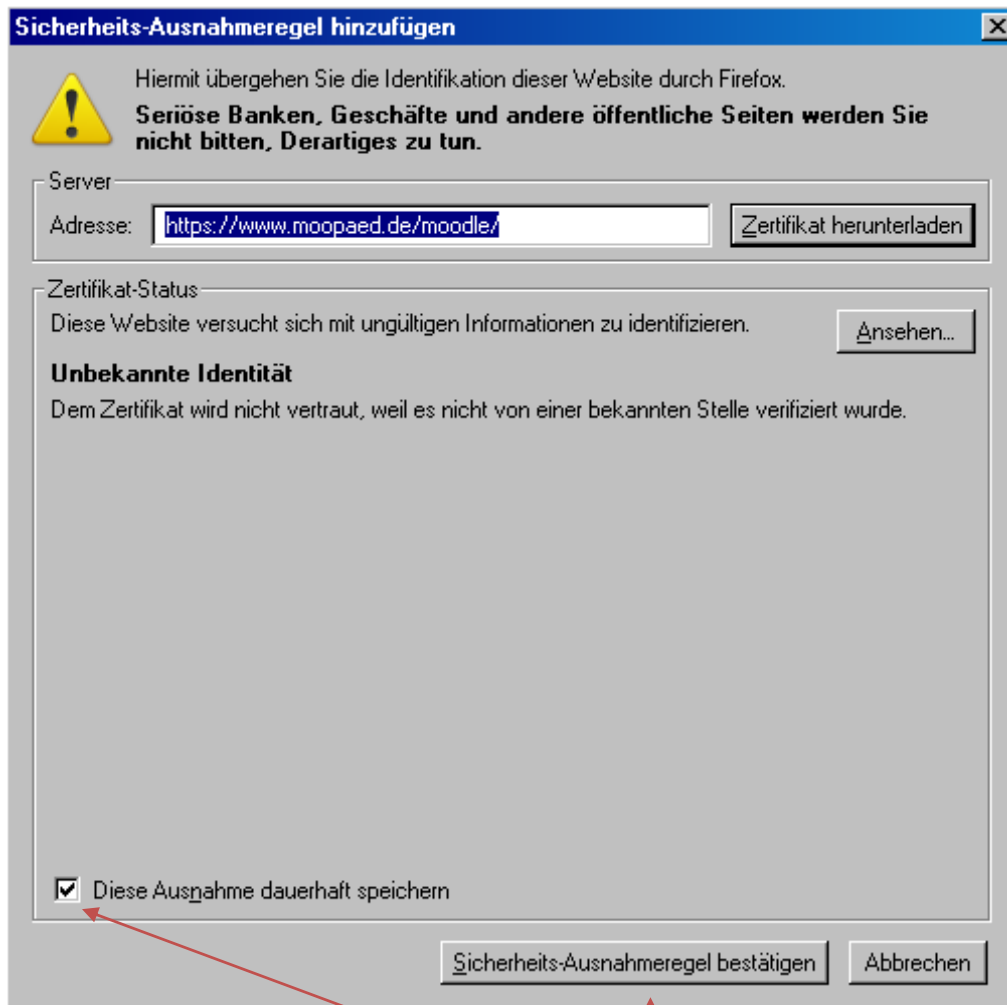 Sicherheits-Ausnahmeregel hinzufügen
Hiermit übergehen Sie die Identifikation dieser Website durch Firefox.
Seriöse Banken, Geschäfte und andere öffentliche Seiten werden Sie
nicht bitten, Derartiges zu tun.
Server
Adresse: https://www.moopaed.de/moodle/ Zertifikat herunterladen
Zertifikat-Status
Diese Website versucht sich mit ungültigen Informationen zu identifizieren. Ansehen...
Unbekannte Identität
Dem Zertifikat wird nicht vertraut, weil es nicht von einer bekannten Stelle verifiziert wurde.
Diese Ausnahme dauerhaft speichern
Sicherheits-Ausnahmeregel bestätigen Abbrechen